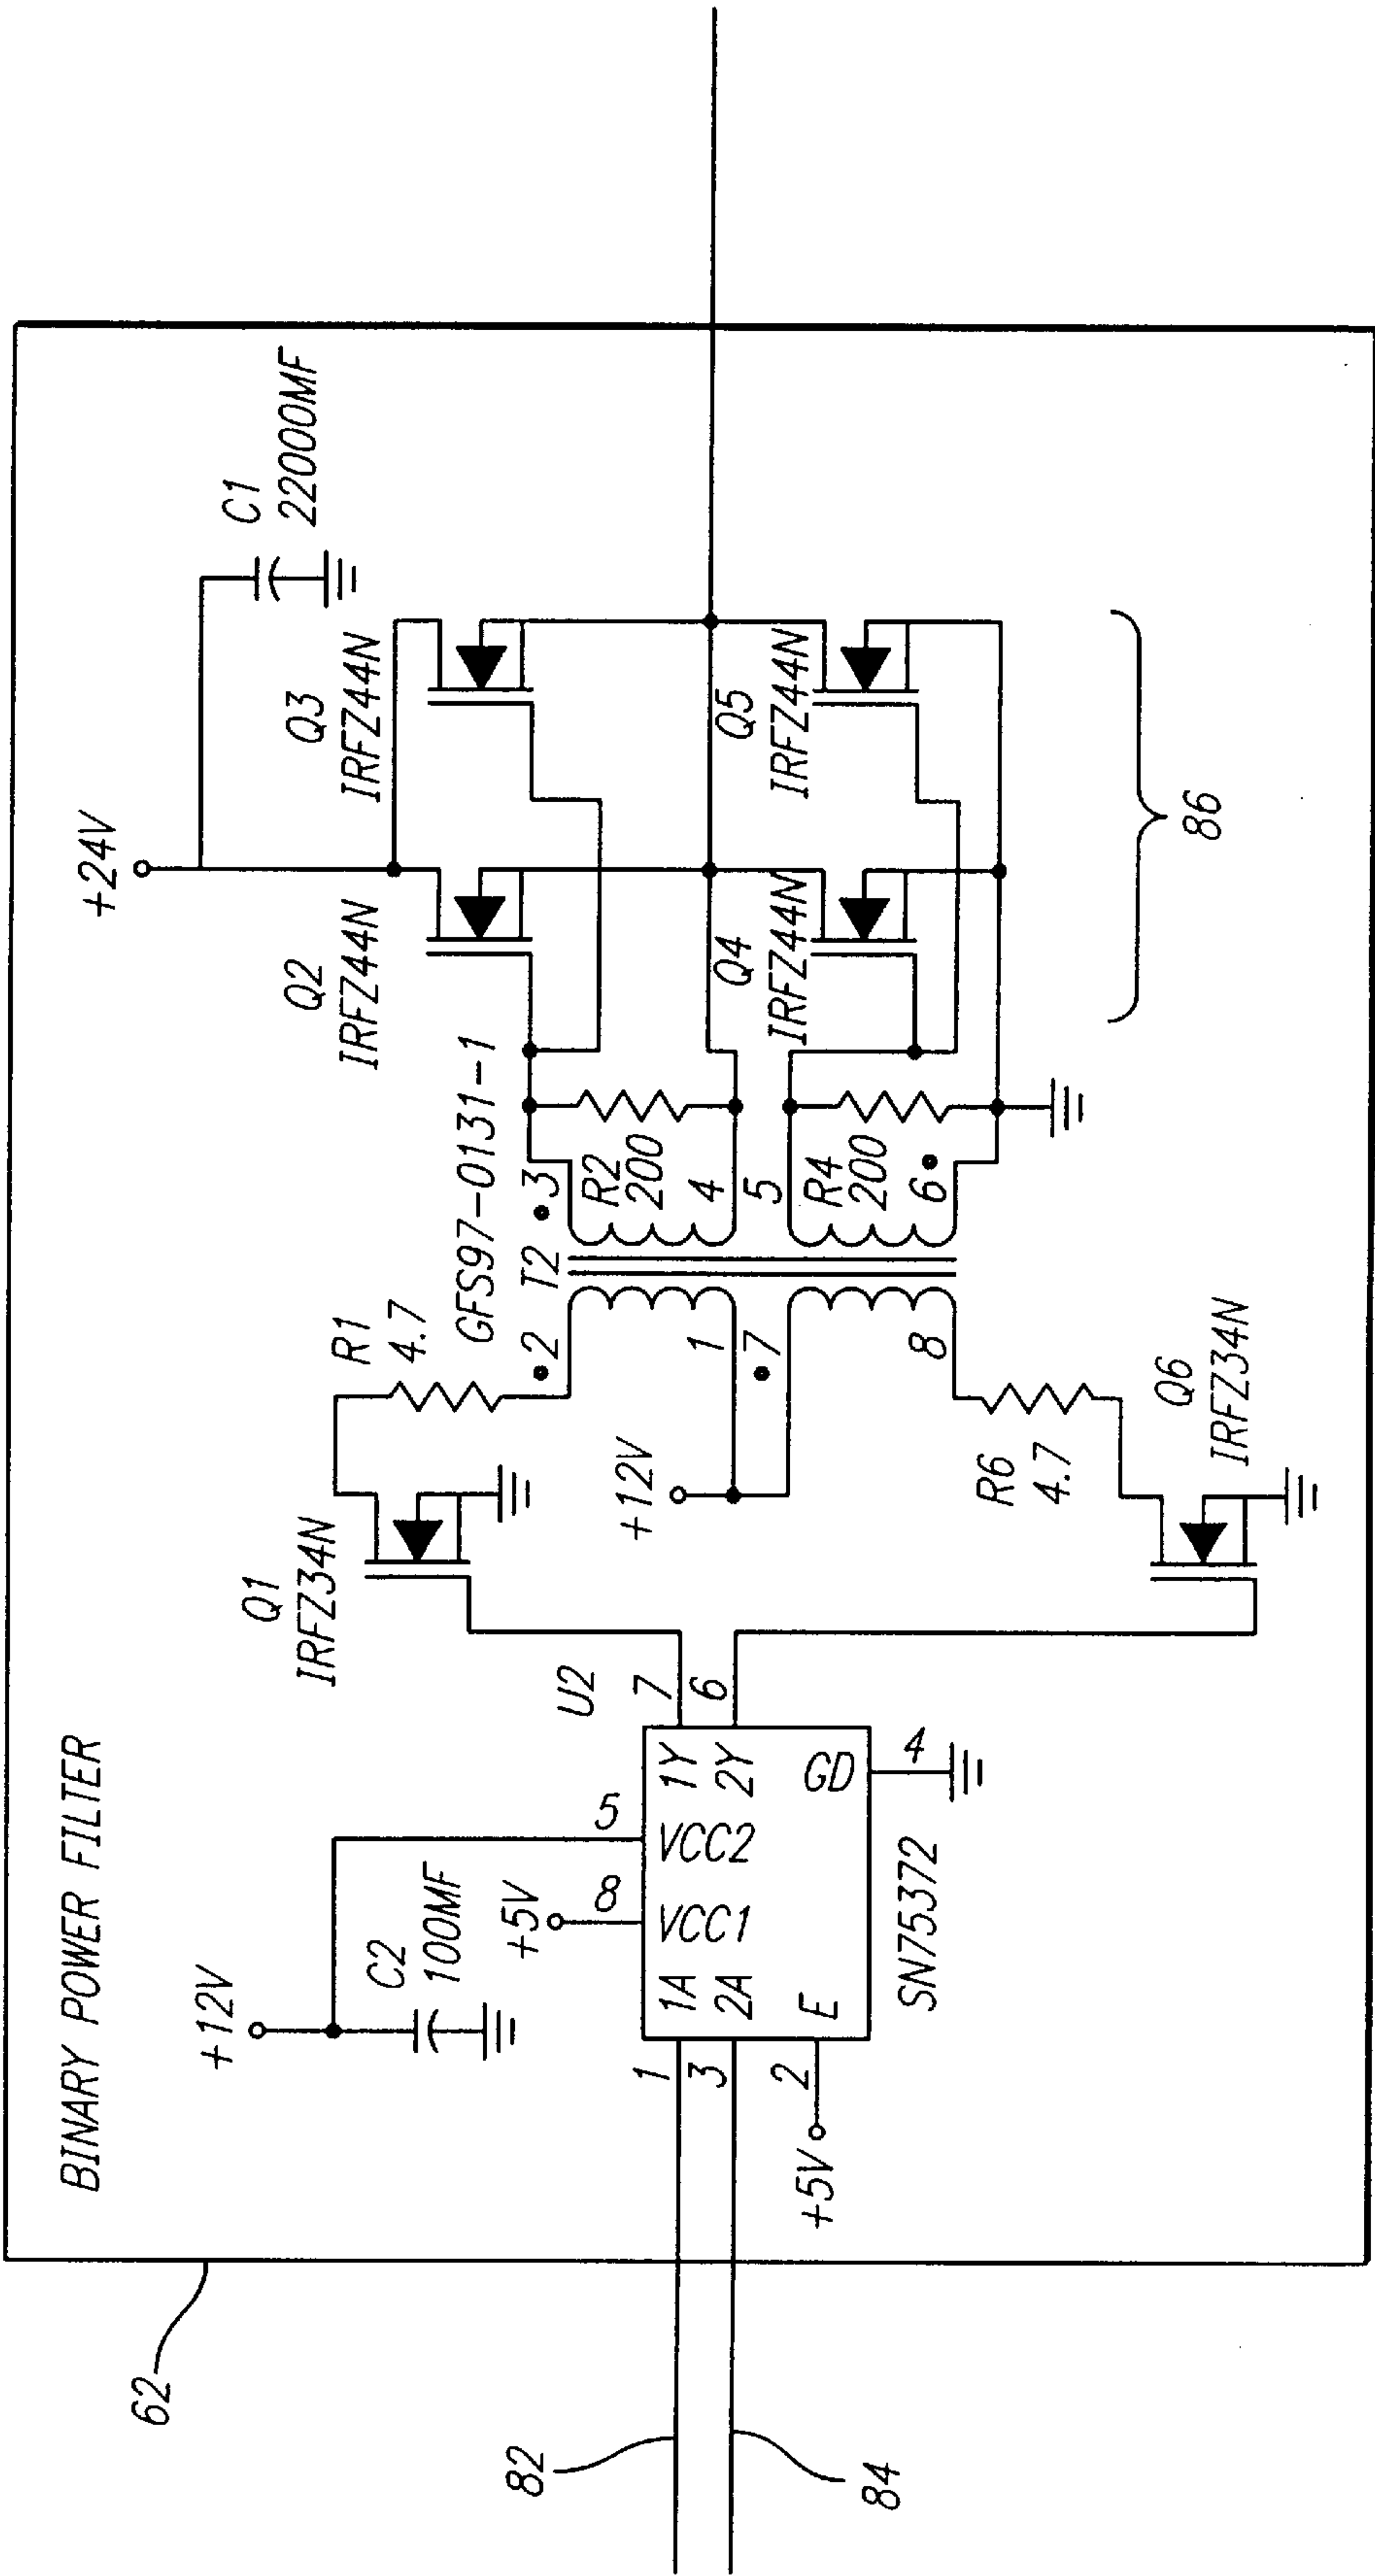 BINARY POWER FILTER
62
82
84
+12V
C2
100MF
+5V
8
5
1
3
2
+5V
1A
2A
E
VCC1
VCC2
1Y
2Y
GD
U2
7
6
4
SN75372
Q1
IRFZ34N
R1
4.7
+12V
GFS97-0131-1
T2
2
3
1
7
8
4
5
6
R2
200
R4
200
R6
4.7
Q6
IRFZ34N
+24V
C1
22000MF
Q2
IRFZ44N
Q3
IRFZ44N
Q4
IRFZ44N
Q5
IRFZ44N
86